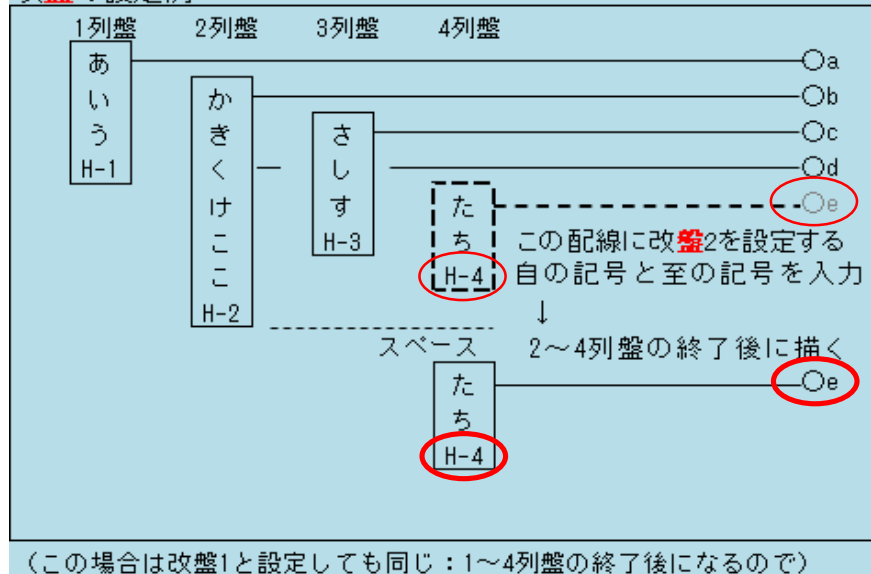 1列盤 2列盤 3列盤 4列盤
あ
い
う
H-1
か
き
く
け
こ
こ
H-2
さ
し
す
H-3
た
ち
H-4
a
b
c
d
e
この配線に改盤2を設定する
自の記号と至の記号を入力
↓
スペース 2～4列盤の終了後に描く
た
ち
H-4
e
(この場合は改盤1と設定しても同じ：1～4列盤の終了後になるので)